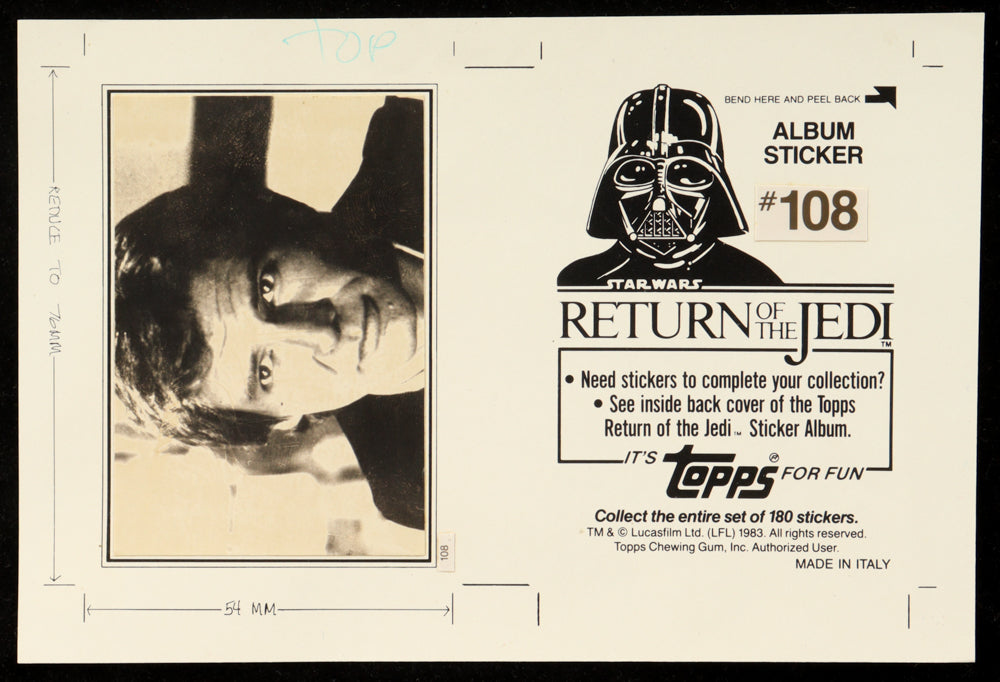 TOP
REDUCE TO 76MM
54 MM
108
BEND HERE AND PEEL BACK
ALBUM
STICKER
#108
STAR WARS
RETURN OF THE JEDI™
• Need stickers to complete your collection?
• See inside back cover of the Topps
Return of the Jedi™ Sticker Album.
IT'S topps® FOR FUN
Collect the entire set of 180 stickers.
TM & © Lucasfilm Ltd. (LFL) 1983. All rights reserved.
Topps Chewing Gum, Inc. Authorized User.
MADE IN ITALY